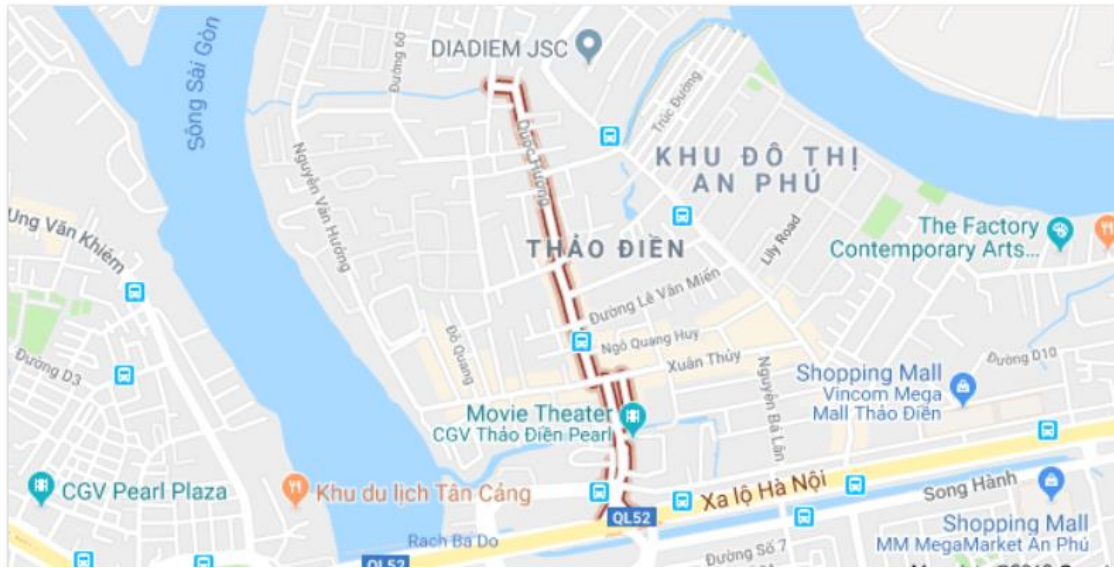 Sông Sài Gòn
Đường 60
DIADIEM JSC
Trúc Đường
Quốc Hương
KHU ĐÔ THỊ
AN PHÚ
Nguyễn Văn Hưởng
Ung Văn Khiêm
THẢO ĐIỀN
Lily Road
The Factory
Contemporary Arts...
Đường Lê Văn Miến
Ngô Quang Huy
Đỗ Quang
Xuân Thủy
Đường D3
Đường D10
Nguyễn Bá Lân
Shopping Mall
Vincom Mega
Mall Thảo Điền
Movie Theater
CGV Thảo Điền Pearl
CGV Pearl Plaza
Khu du lịch Tân Cảng
Xa lộ Hà Nội
Song Hành
QL52
Rach Ba Do
Shopping Mall
MM MegaMarket An Phú
Đường Số 7
QL52